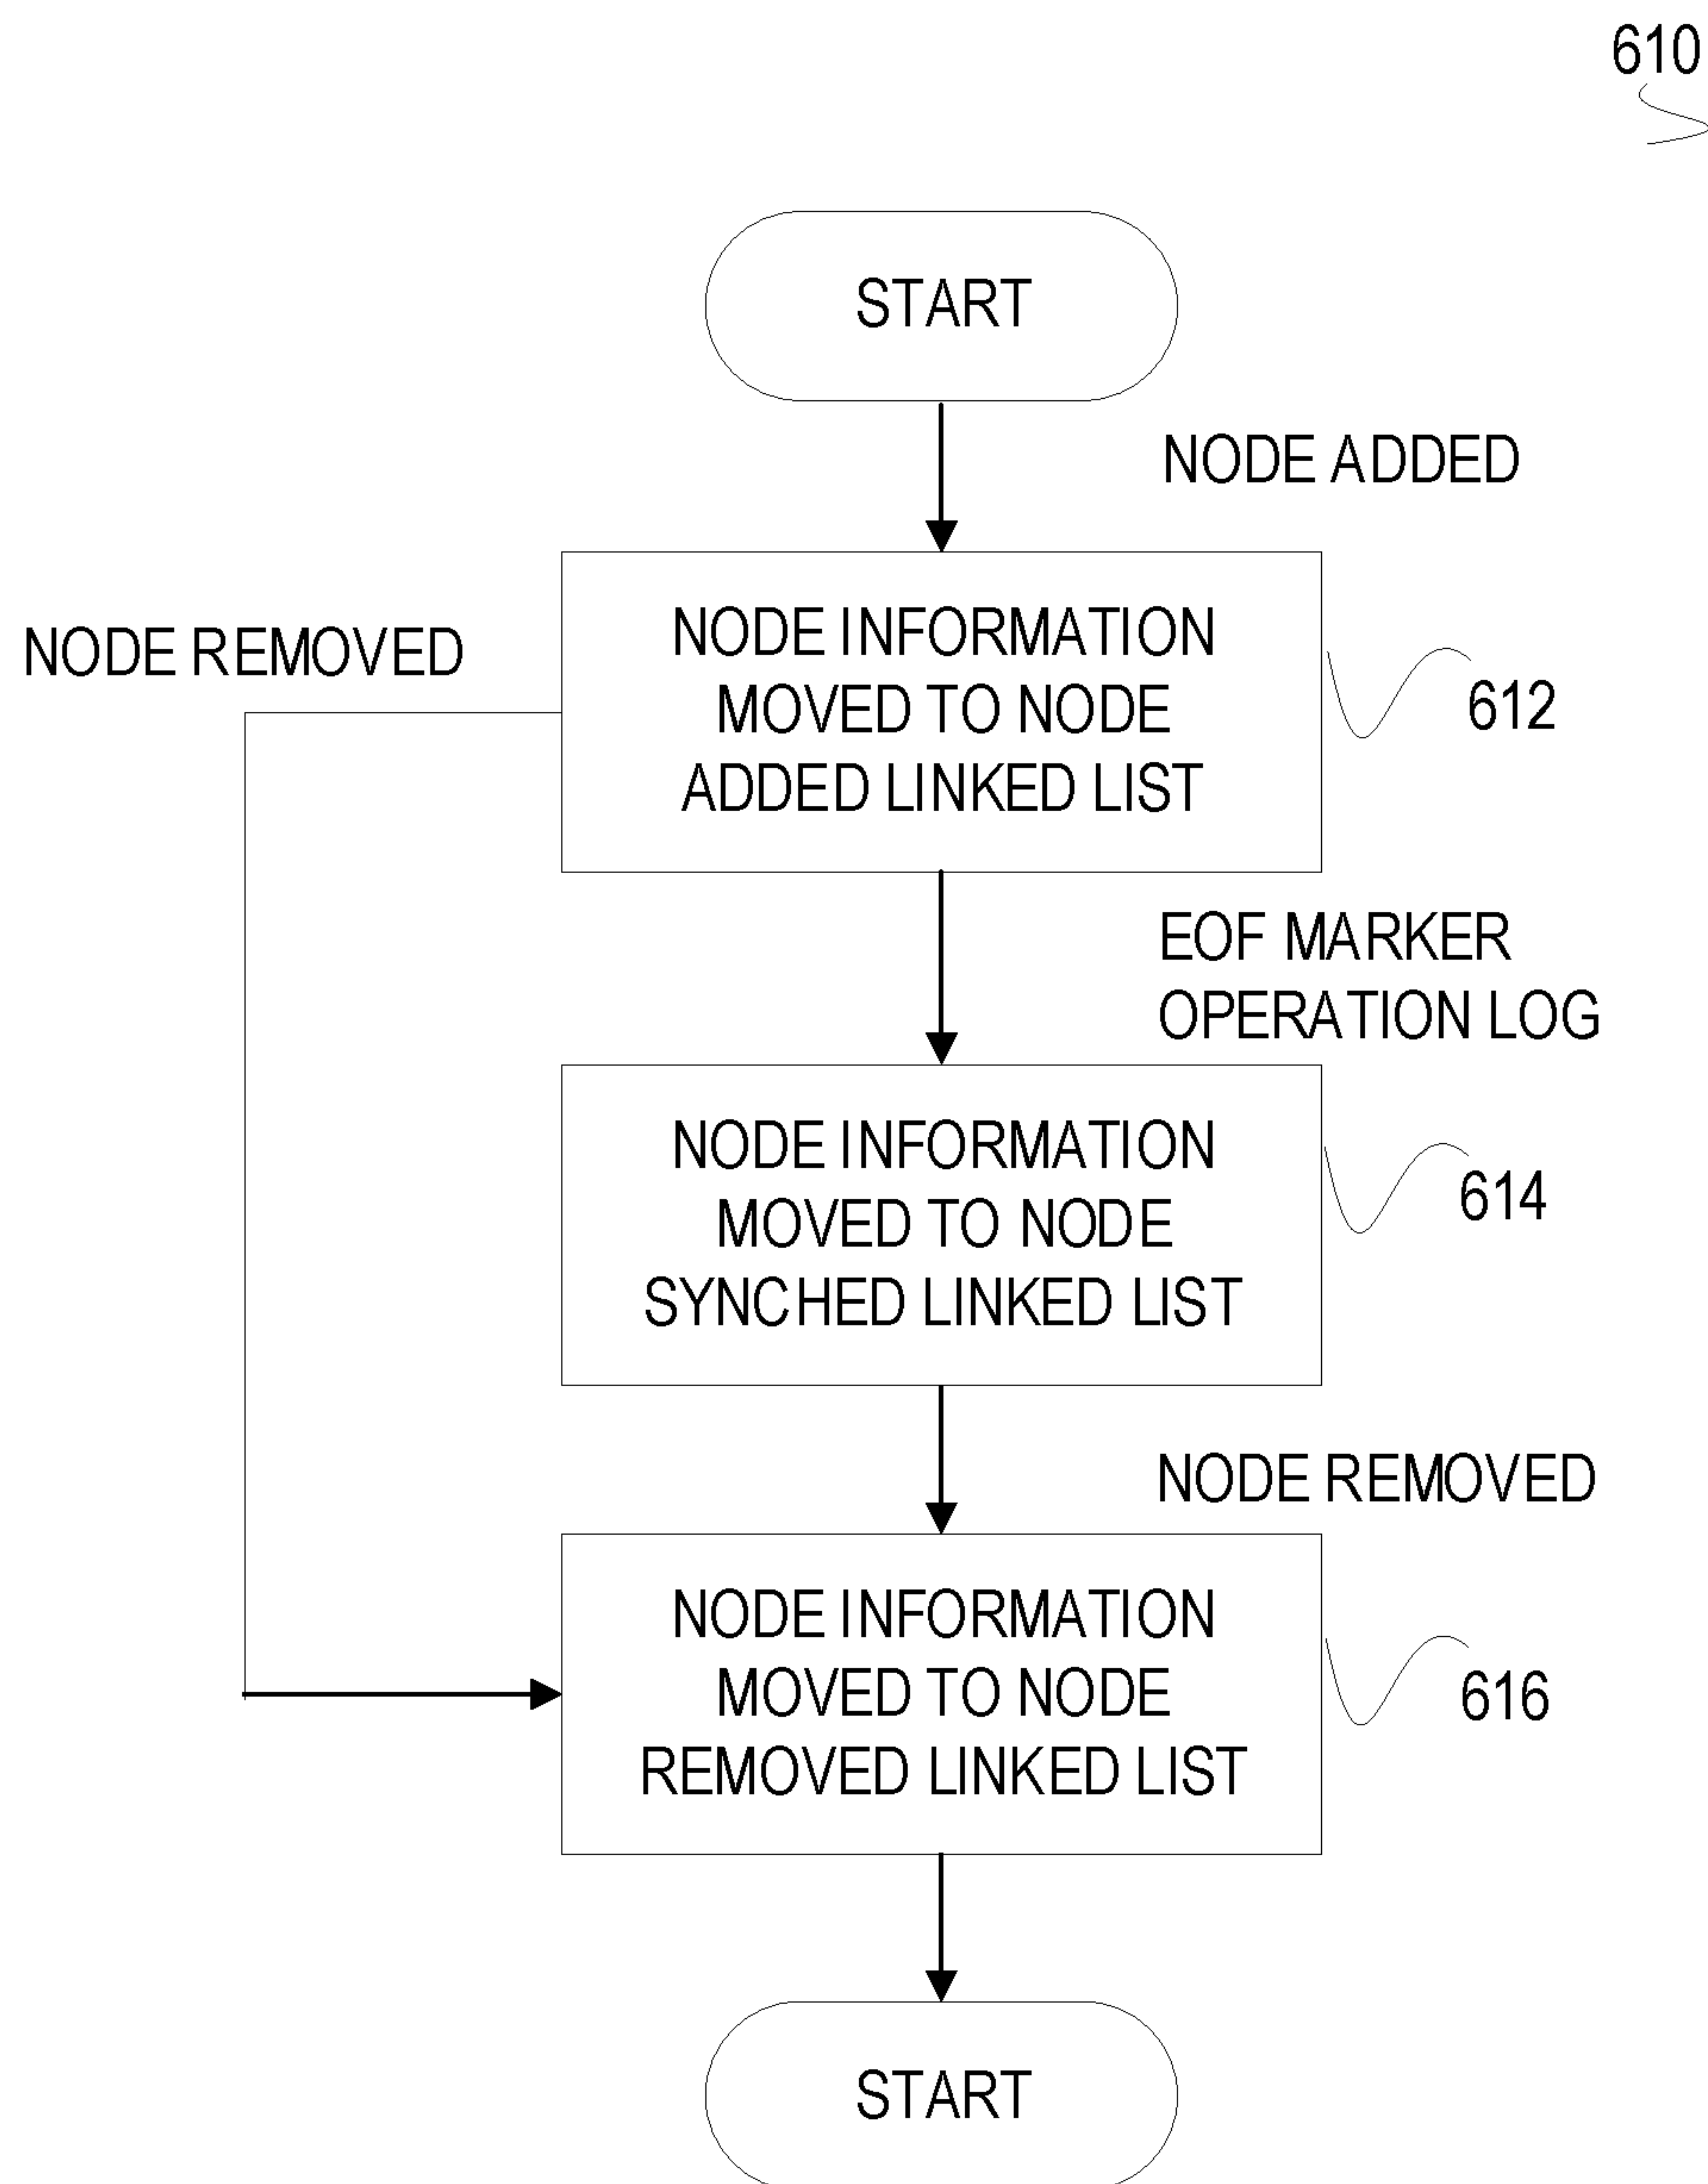 610
START
NODE ADDED
NODE REMOVED
NODE INFORMATION
MOVED TO NODE
ADDED LINKED LIST
612
EOF MARKER
OPERATION LOG
NODE INFORMATION
MOVED TO NODE
SYNCHED LINKED LIST
614
NODE REMOVED
NODE INFORMATION
MOVED TO NODE
REMOVED LINKED LIST
616
START